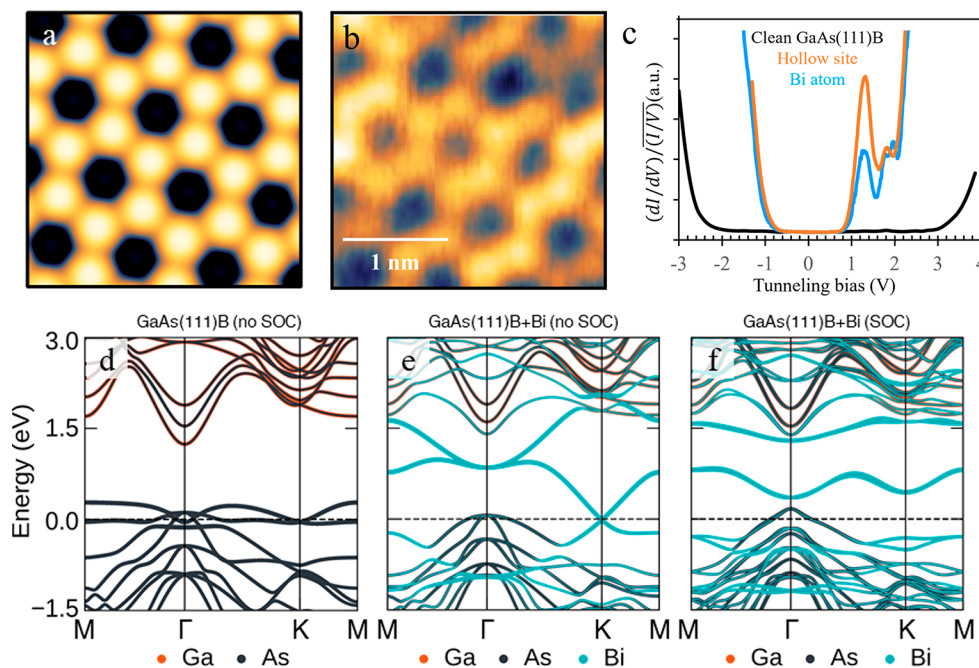 a
b
1 nm
c
Clean GaAs(111)B
Hollow site
Bi atom
(dI/dV)/(I/V)(a.u.)
-3 -2 -1 0 1 2 3 4
Tunneling bias (V)
GaAs(111)B (no SOC)
GaAs(111)B+Bi (no SOC)
GaAs(111)B+Bi (SOC)
d
e
f
Energy (eV)
3.0
1.5
0.0
−1.5
M Γ K M
M Γ K M
M Γ K M
Ga As
Ga As Bi
Ga As Bi